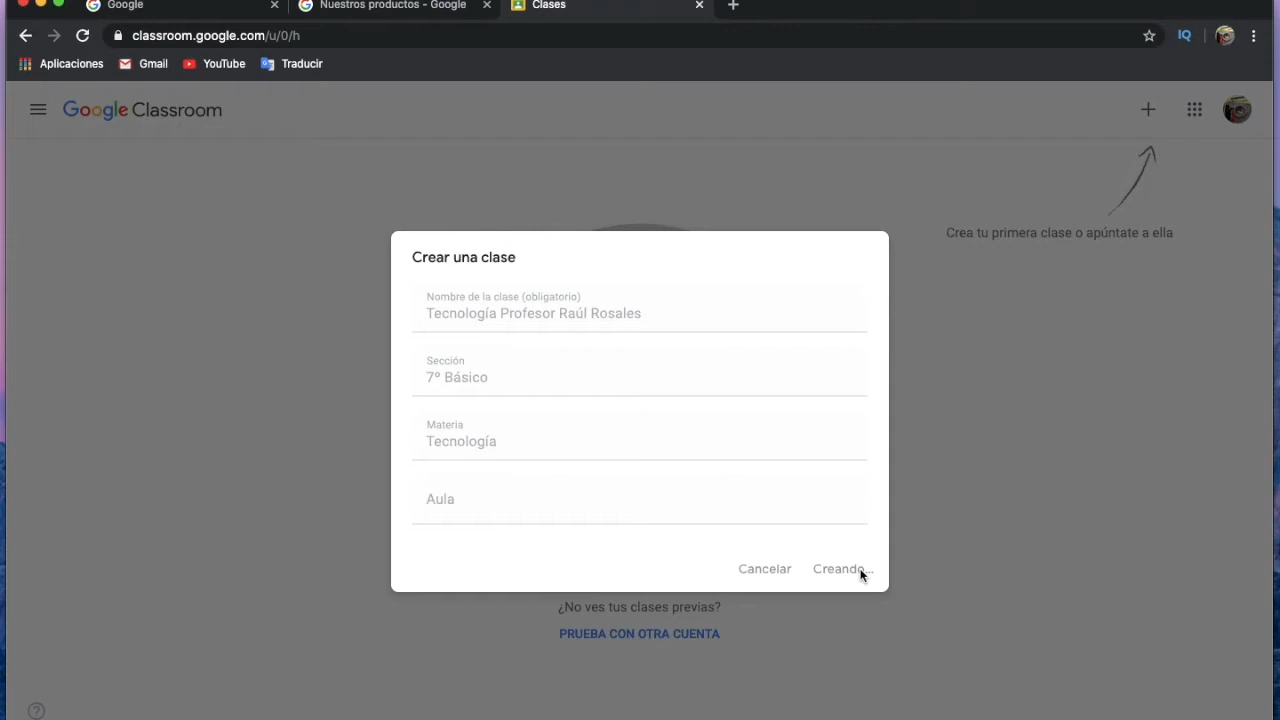 Google
Nuestros productos - Google
Clases
classroom.google.com/u/0/h
IQ
Aplicaciones
Gmail
YouTube
Traducir
Google Classroom
Crea tu primera clase o apúntate a ella
Crear una clase
Nombre de la clase (obligatorio)
Tecnología Profesor Raúl Rosales
Sección
7º Básico
Materia
Tecnología
Aula
Cancelar
Creando...
¿No ves tus clases previas?
PRUEBA CON OTRA CUENTA